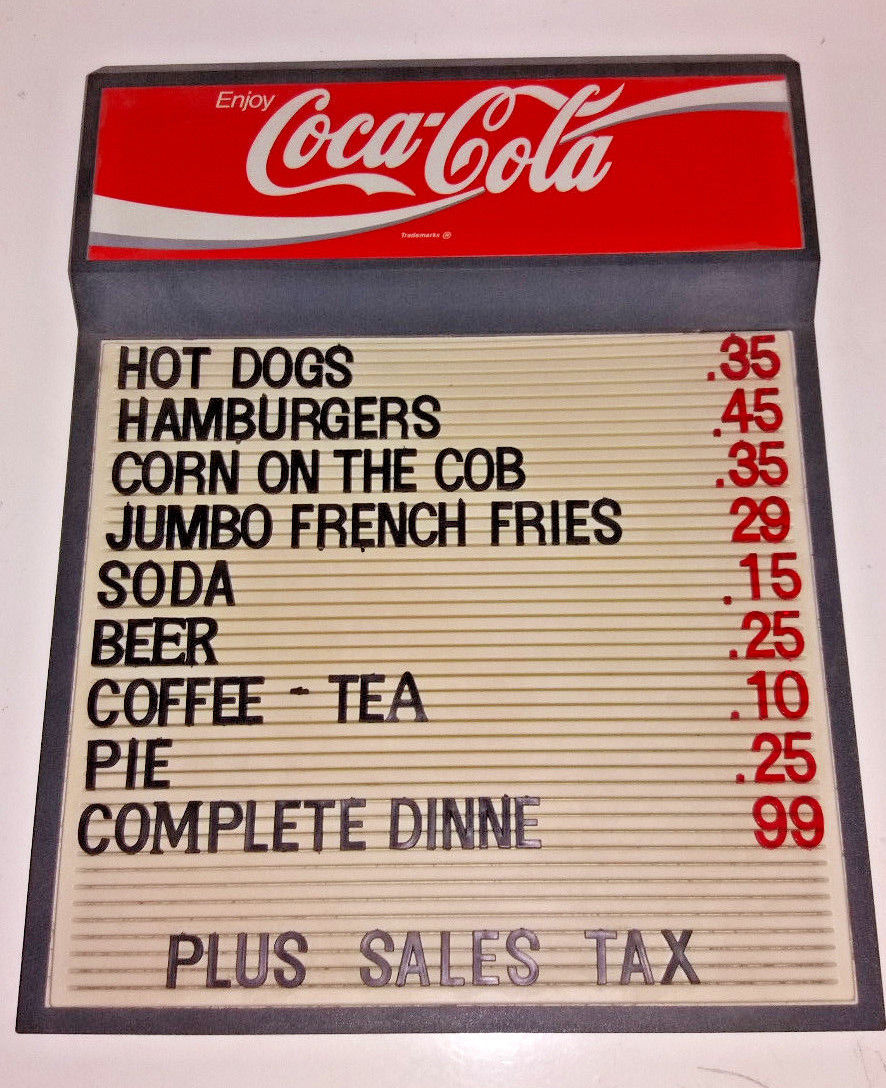 Enjoy
Coca-Cola
Trademarks ®
HOT DOGS .35
HAMBURGERS .45
CORN ON THE COB .35
JUMBO FRENCH FRIES 29
SODA .15
BEER .25
COFFEE - TEA .10
PIE .25
COMPLETE DINNE 99
PLUS SALES TAX